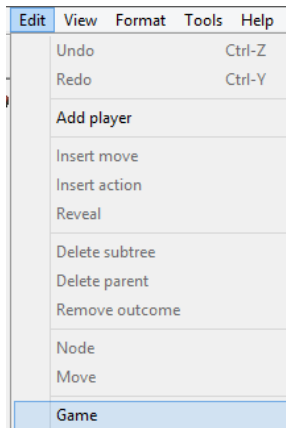 Edit View Format Tools Help
Undo Ctrl-Z
Redo Ctrl-Y
Add player
Insert move
Insert action
Reveal
Delete subtree
Delete parent
Remove outcome
Node
Move
Game